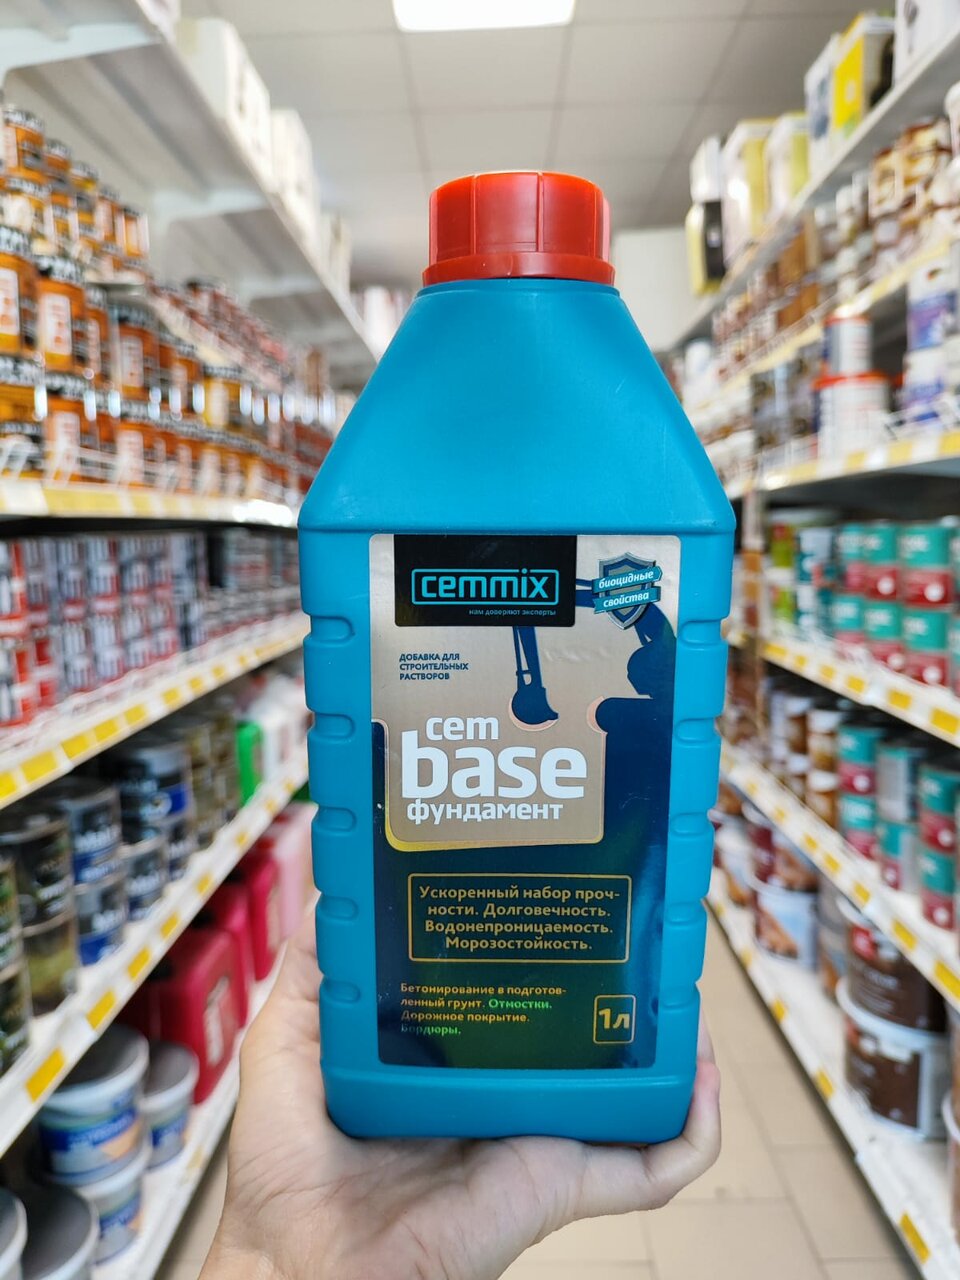 cemmix
нам доверяют эксперты
биоцидные
свойства
ДОБАВКА ДЛЯ
СТРОИТЕЛЬНЫХ
РАСТВОРОВ
cem
base
фундамент
Ускоренный набор проч-
ности. Долговечность.
Водонепроницаемость.
Морозостойкость.
Бетонирование в подготов-
ленный грунт. Отмостки.
Дорожное покрытие.
Бордюры.
1л